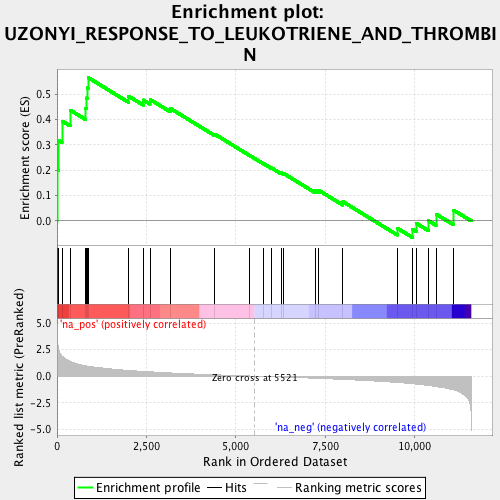 Enrichment plot:
UZONYI_RESPONSE_TO_LEUKOTRIENE_AND_THROMBI
N
Enrichment score (ES)
0.5
0.4
0.3
0.2
0.1
0.0
'na_pos' (positively correlated)
Ranked list metric (PreRanked)
5.0
2.5
0.0
-2.5
-5.0
Zero cross at 5521
'na_neg' (negatively correlated)
0
2,500
5,000
7,500
10,000
Rank in Ordered Dataset
Enrichment profile
Hits
Ranking metric scores